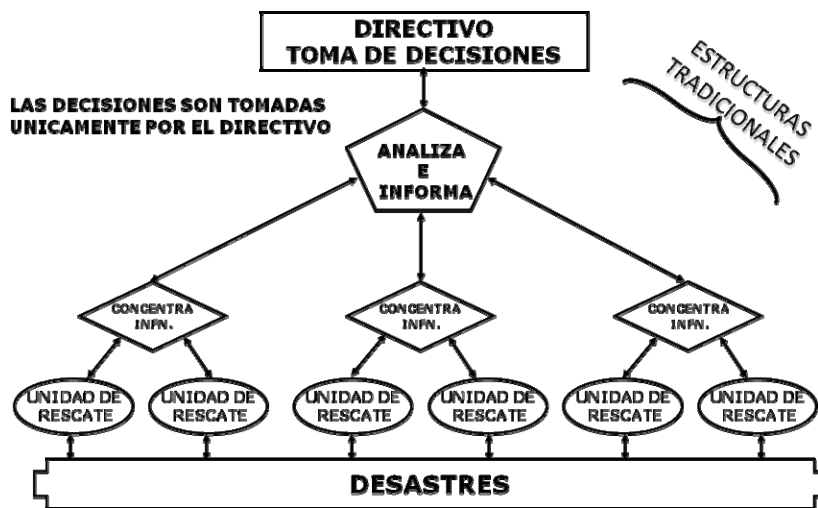 DIRECTIVO
TOMA DE DECISIONES
ESTRUCTURAS
TRADICIONALES
LAS DECISIONES SON TOMADAS
UNICAMENTE POR EL DIRECTIVO
ANALIZA
E
INFORMA
CONCENTRA
INFN.
CONCENTRA
INFN.
CONCENTRA
INFN.
UNIDAD DE
RESCATE
UNIDAD DE
RESCATE
UNIDAD DE
RESCATE
UNIDAD DE
RESCATE
UNIDAD DE
RESCATE
UNIDAD DE
RESCATE
DESASTRES